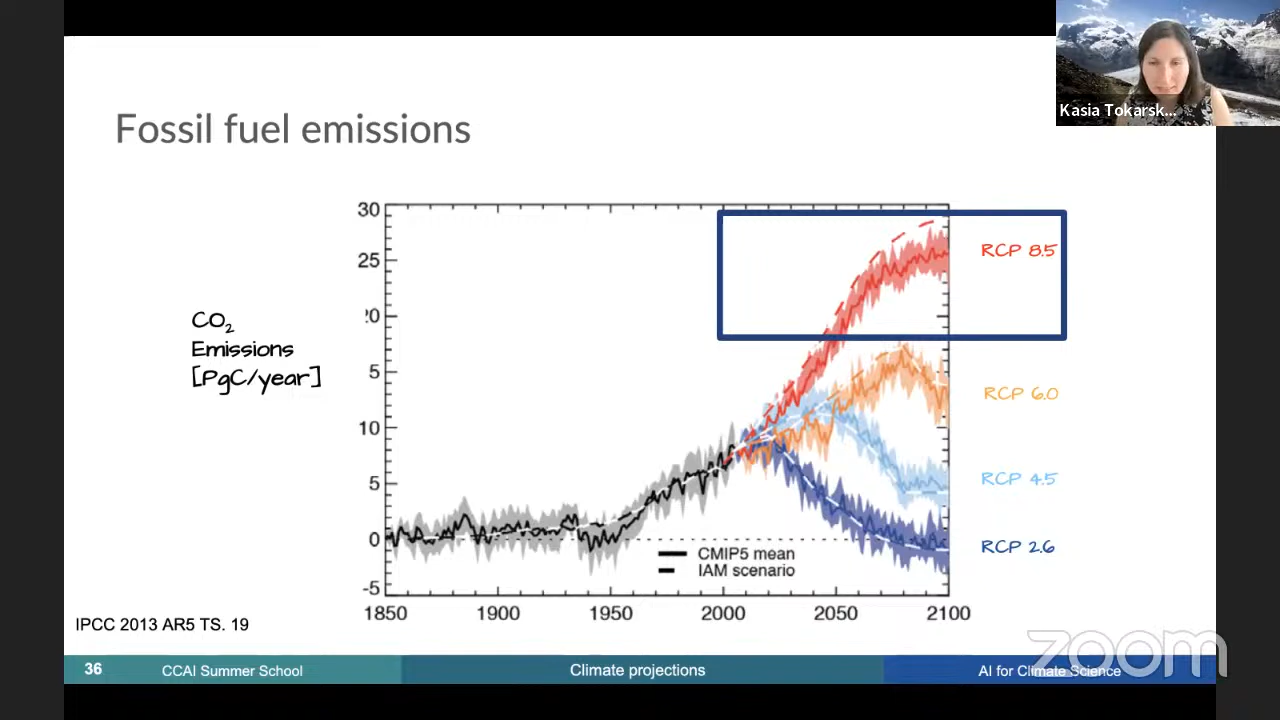 Kasia Tokarsk...
Fossil fuel emissions
30
25
20
5
10
5
0
-5
CO2
Emissions
[PgC/year]
RCP 8.5
RCP 6.0
RCP 4.5
RCP 2.6
CMIP5 mean
IAM scenario
1850 1900 1950 2000 2050 2100
IPCC 2013 AR5 TS. 19
zoom
36 CCAI Summer School Climate projections AI for Climate Science